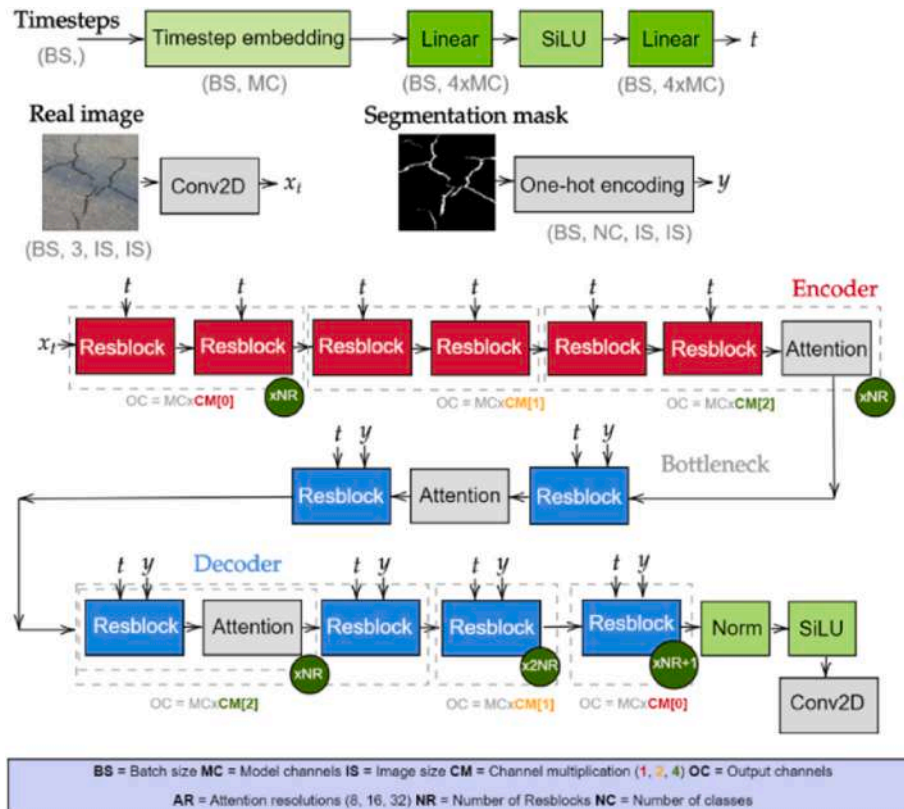 Timesteps
(BS,)
Timestep embedding
Linear
SiLU
Linear
t
(BS, MC)
(BS, 4xMC)
(BS, 4xMC)
Real image
Segmentation mask
Conv2D
x_t
One-hot encoding
y
(BS, 3, IS, IS)
(BS, NC, IS, IS)
t
t
t
t
t
t
Encoder
x_t
Resblock
Resblock
Resblock
Resblock
Resblock
Resblock
Attention
OC = MCxCM[0]
xNR
OC = MCxCM[1]
OC = MCxCM[2]
xNR
t y
t y
Bottleneck
Resblock
Attention
Resblock
Decoder
t y
t y
t y
t y
Resblock
Attention
Resblock
Resblock
Resblock
Norm
SiLU
xNR
x2NR
xNR+1
OC = MCxCM[2]
OC = MCxCM[1]
OC = MCxCM[0]
Conv2D
BS = Batch size MC = Model channels IS = Image size CM = Channel multiplication (1, 2, 4) OC = Output channels
AR = Attention resolutions (8, 16, 32) NR = Number of Resblocks NC = Number of classes